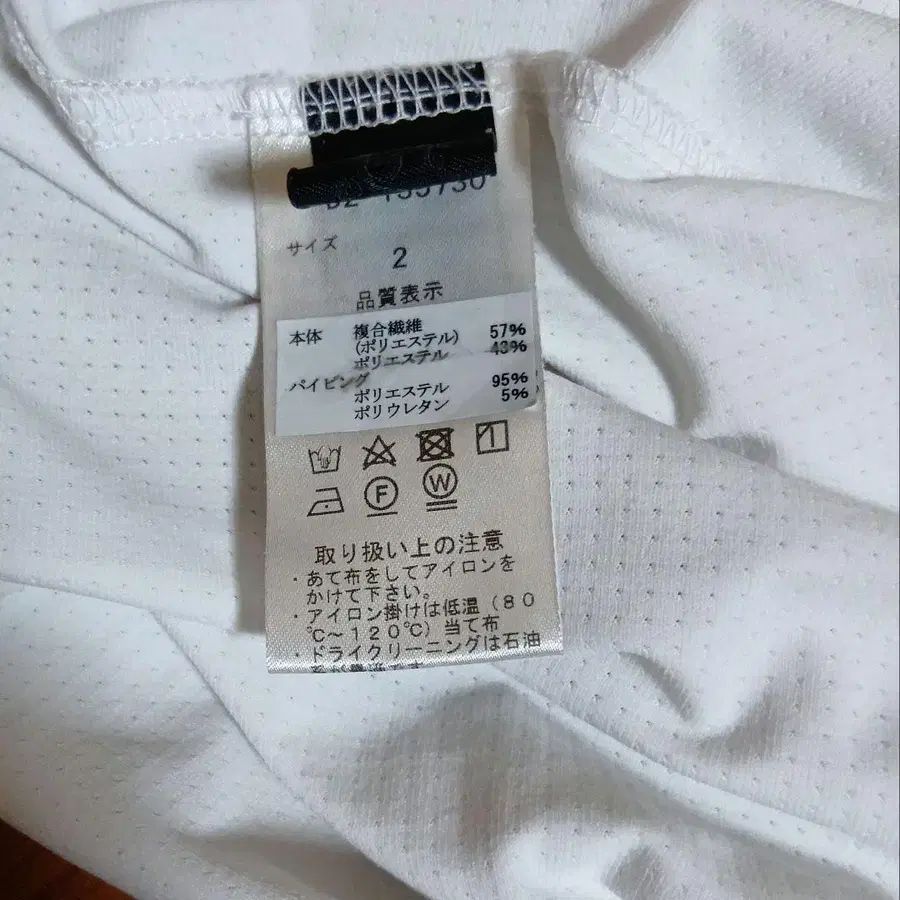 サイズ
2
品質表示
本体 複合繊維
(ポリエステル) 57%
ポリエステル 43%
パイピング
ポリエステル 95%
ポリウレタン 5%
F
W
取り扱い上の注意
・あて布をしてアイロンを
かけて下さい。
・アイロン掛けは低温(80
℃~120℃)当て布
・ドライクリーニングは石油